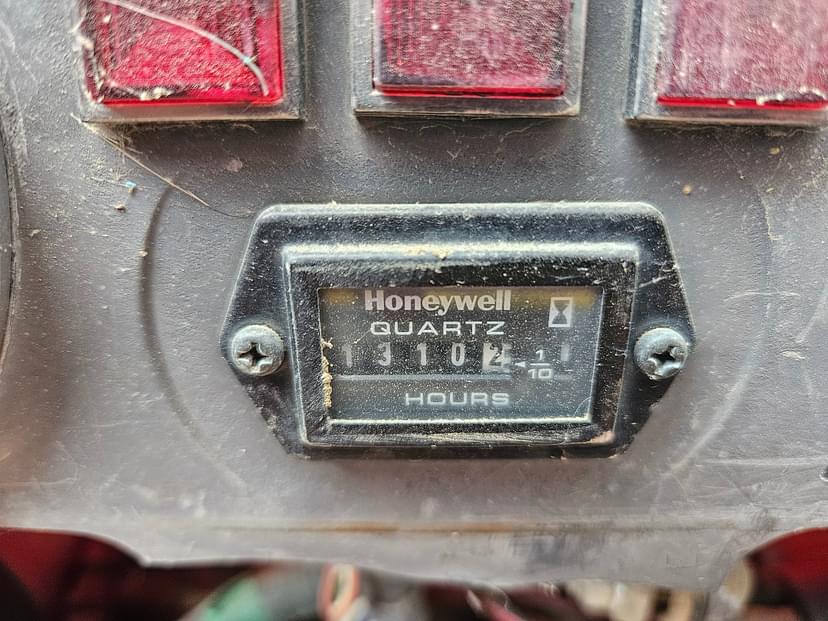 Honeywell
QUARTZ
1 3 1 0 2 1/10
HOURS